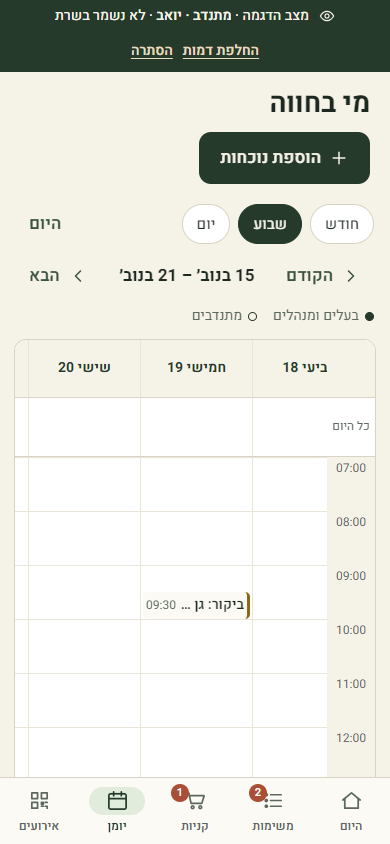 מצב הדגמה · מתנדב · יואב · לא נשמר בשרת
החלפת דמות הסתרה
מי בחווה
הוספת נוכחות
חודש שבוע יום היום
הקודם 15 בנוב׳ – 21 בנוב׳ הבא
בעלים ומנהלים מתנדבים
ביעי 18 חמישי 19 שישי 20
כל היום
07:00
08:00
09:00
ביקור: גן ... 09:30
10:00
11:00
12:00
2 1
היום משימות קניות יומן אירועים